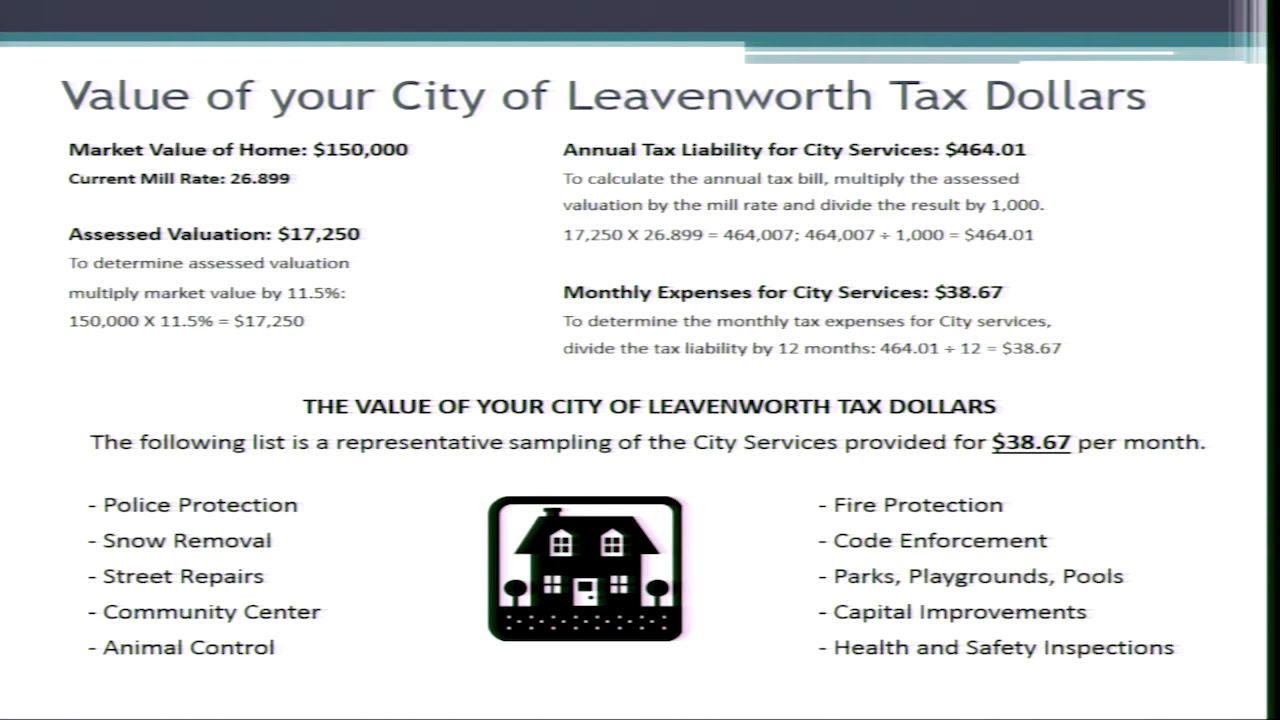 Value of your City of Leavenworth Tax Dollars
Market Value of Home: $150,000
Current Mill Rate: 26.899
Assessed Valuation: $17,250
To determine assessed valuation
multiply market value by 11.5%:
150,000 X 11.5% = $17,250
Annual Tax Liability for City Services: $464.01
To calculate the annual tax bill, multiply the assessed
valuation by the mill rate and divide the result by 1,000.
17,250 X 26.899 = 464,007; 464,007 ÷ 1,000 = $464.01
Monthly Expenses for City Services: $38.67
To determine the monthly tax expenses for City services,
divide the tax liability by 12 months: 464.01 ÷ 12 = $38.67
THE VALUE OF YOUR CITY OF LEAVENWORTH TAX DOLLARS
The following list is a representative sampling of the City Services provided for $38.67 per month.
- Police Protection
- Snow Removal
- Street Repairs
- Community Center
- Animal Control
- Fire Protection
- Code Enforcement
- Parks, Playgrounds, Pools
- Capital Improvements
- Health and Safety Inspections